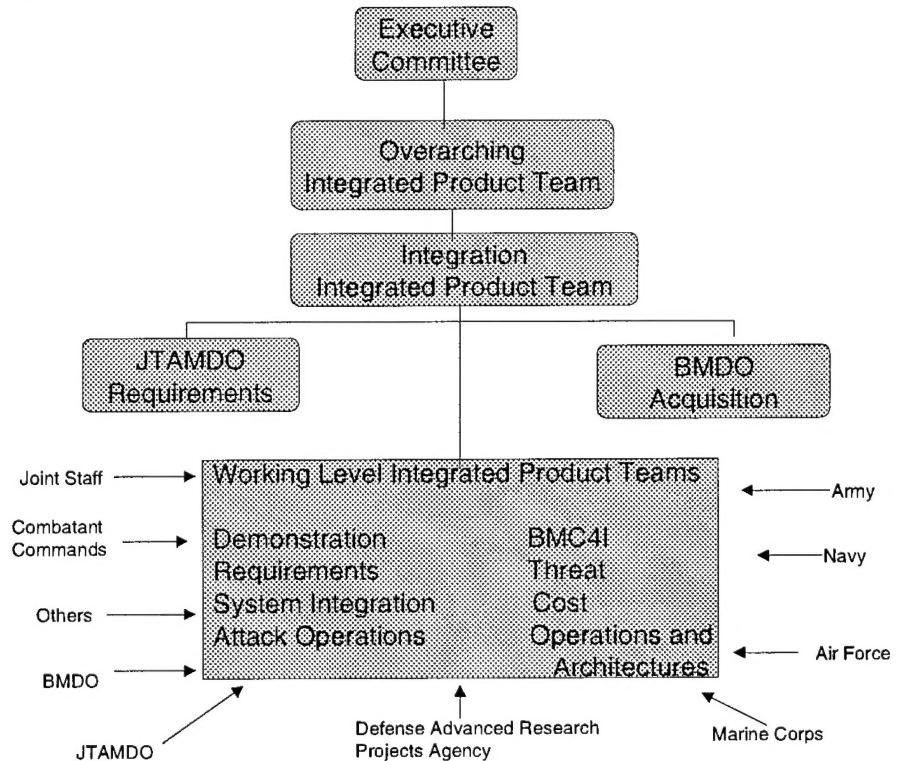 Executive
Committee
Overarching
Integrated Product Team
Integration
Integrated Product Team
JTAMDO
Requirements
BMDO
Acquisition
Working Level Integrated Product Teams
Demonstration
Requirements
System Integration
Attack Operations
BMC4I
Threat
Cost
Operations and
Architectures
Joint Staff
Combatant
Commands
Others
BMDO
JTAMDO
Defense Advanced Research
Projects Agency
Marine Corps
Army
Navy
Air Force